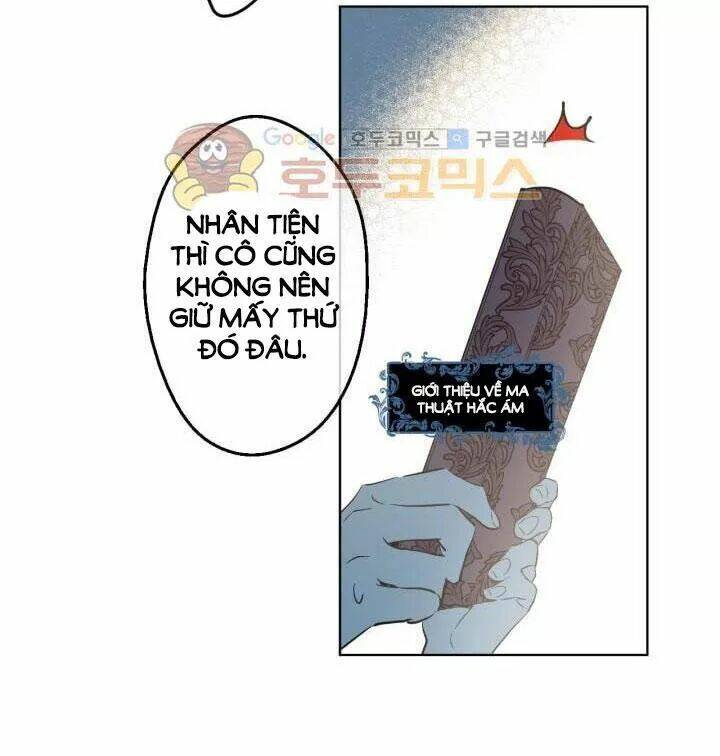 Google 호두코믹스 구글검색
호두코믹스
NHÂN TIỆN
THÌ CÔ CŨNG
KHÔNG NÊN
GIỮ MẤY THỨ
ĐÓ ĐÂU.
GIỚI THIỆU VỀ MA
THUẬT HẮC ÁM